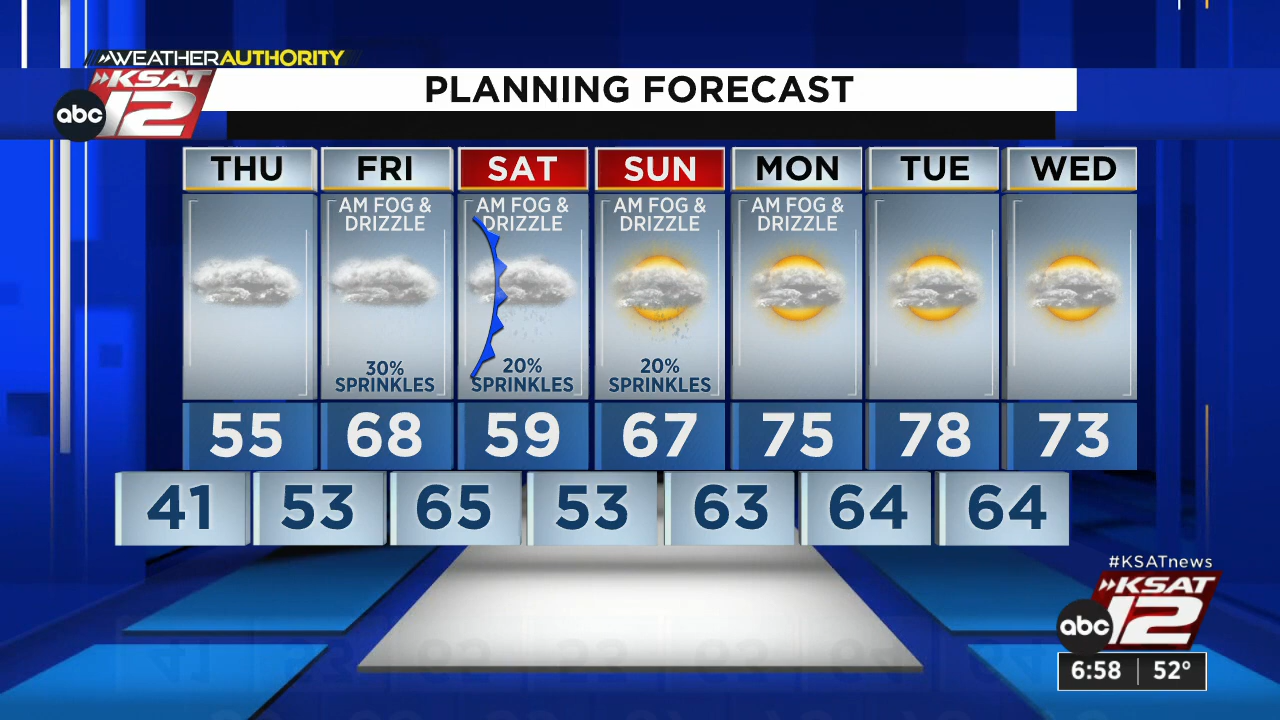 WEATHERAUTHORITY
KSAT
abc 12
PLANNING FORECAST
THU FRI SAT SUN MON TUE WED
AM FOG & DRIZZLE
AM FOG & DRIZZLE
AM FOG & DRIZZLE
AM FOG & DRIZZLE
30% SPRINKLES
20% SPRINKLES
20% SPRINKLES
55 68 59 67 75 78 73
41 53 65 53 63 64 64
#KSATnews
KSAT
abc 12
6:58 52°